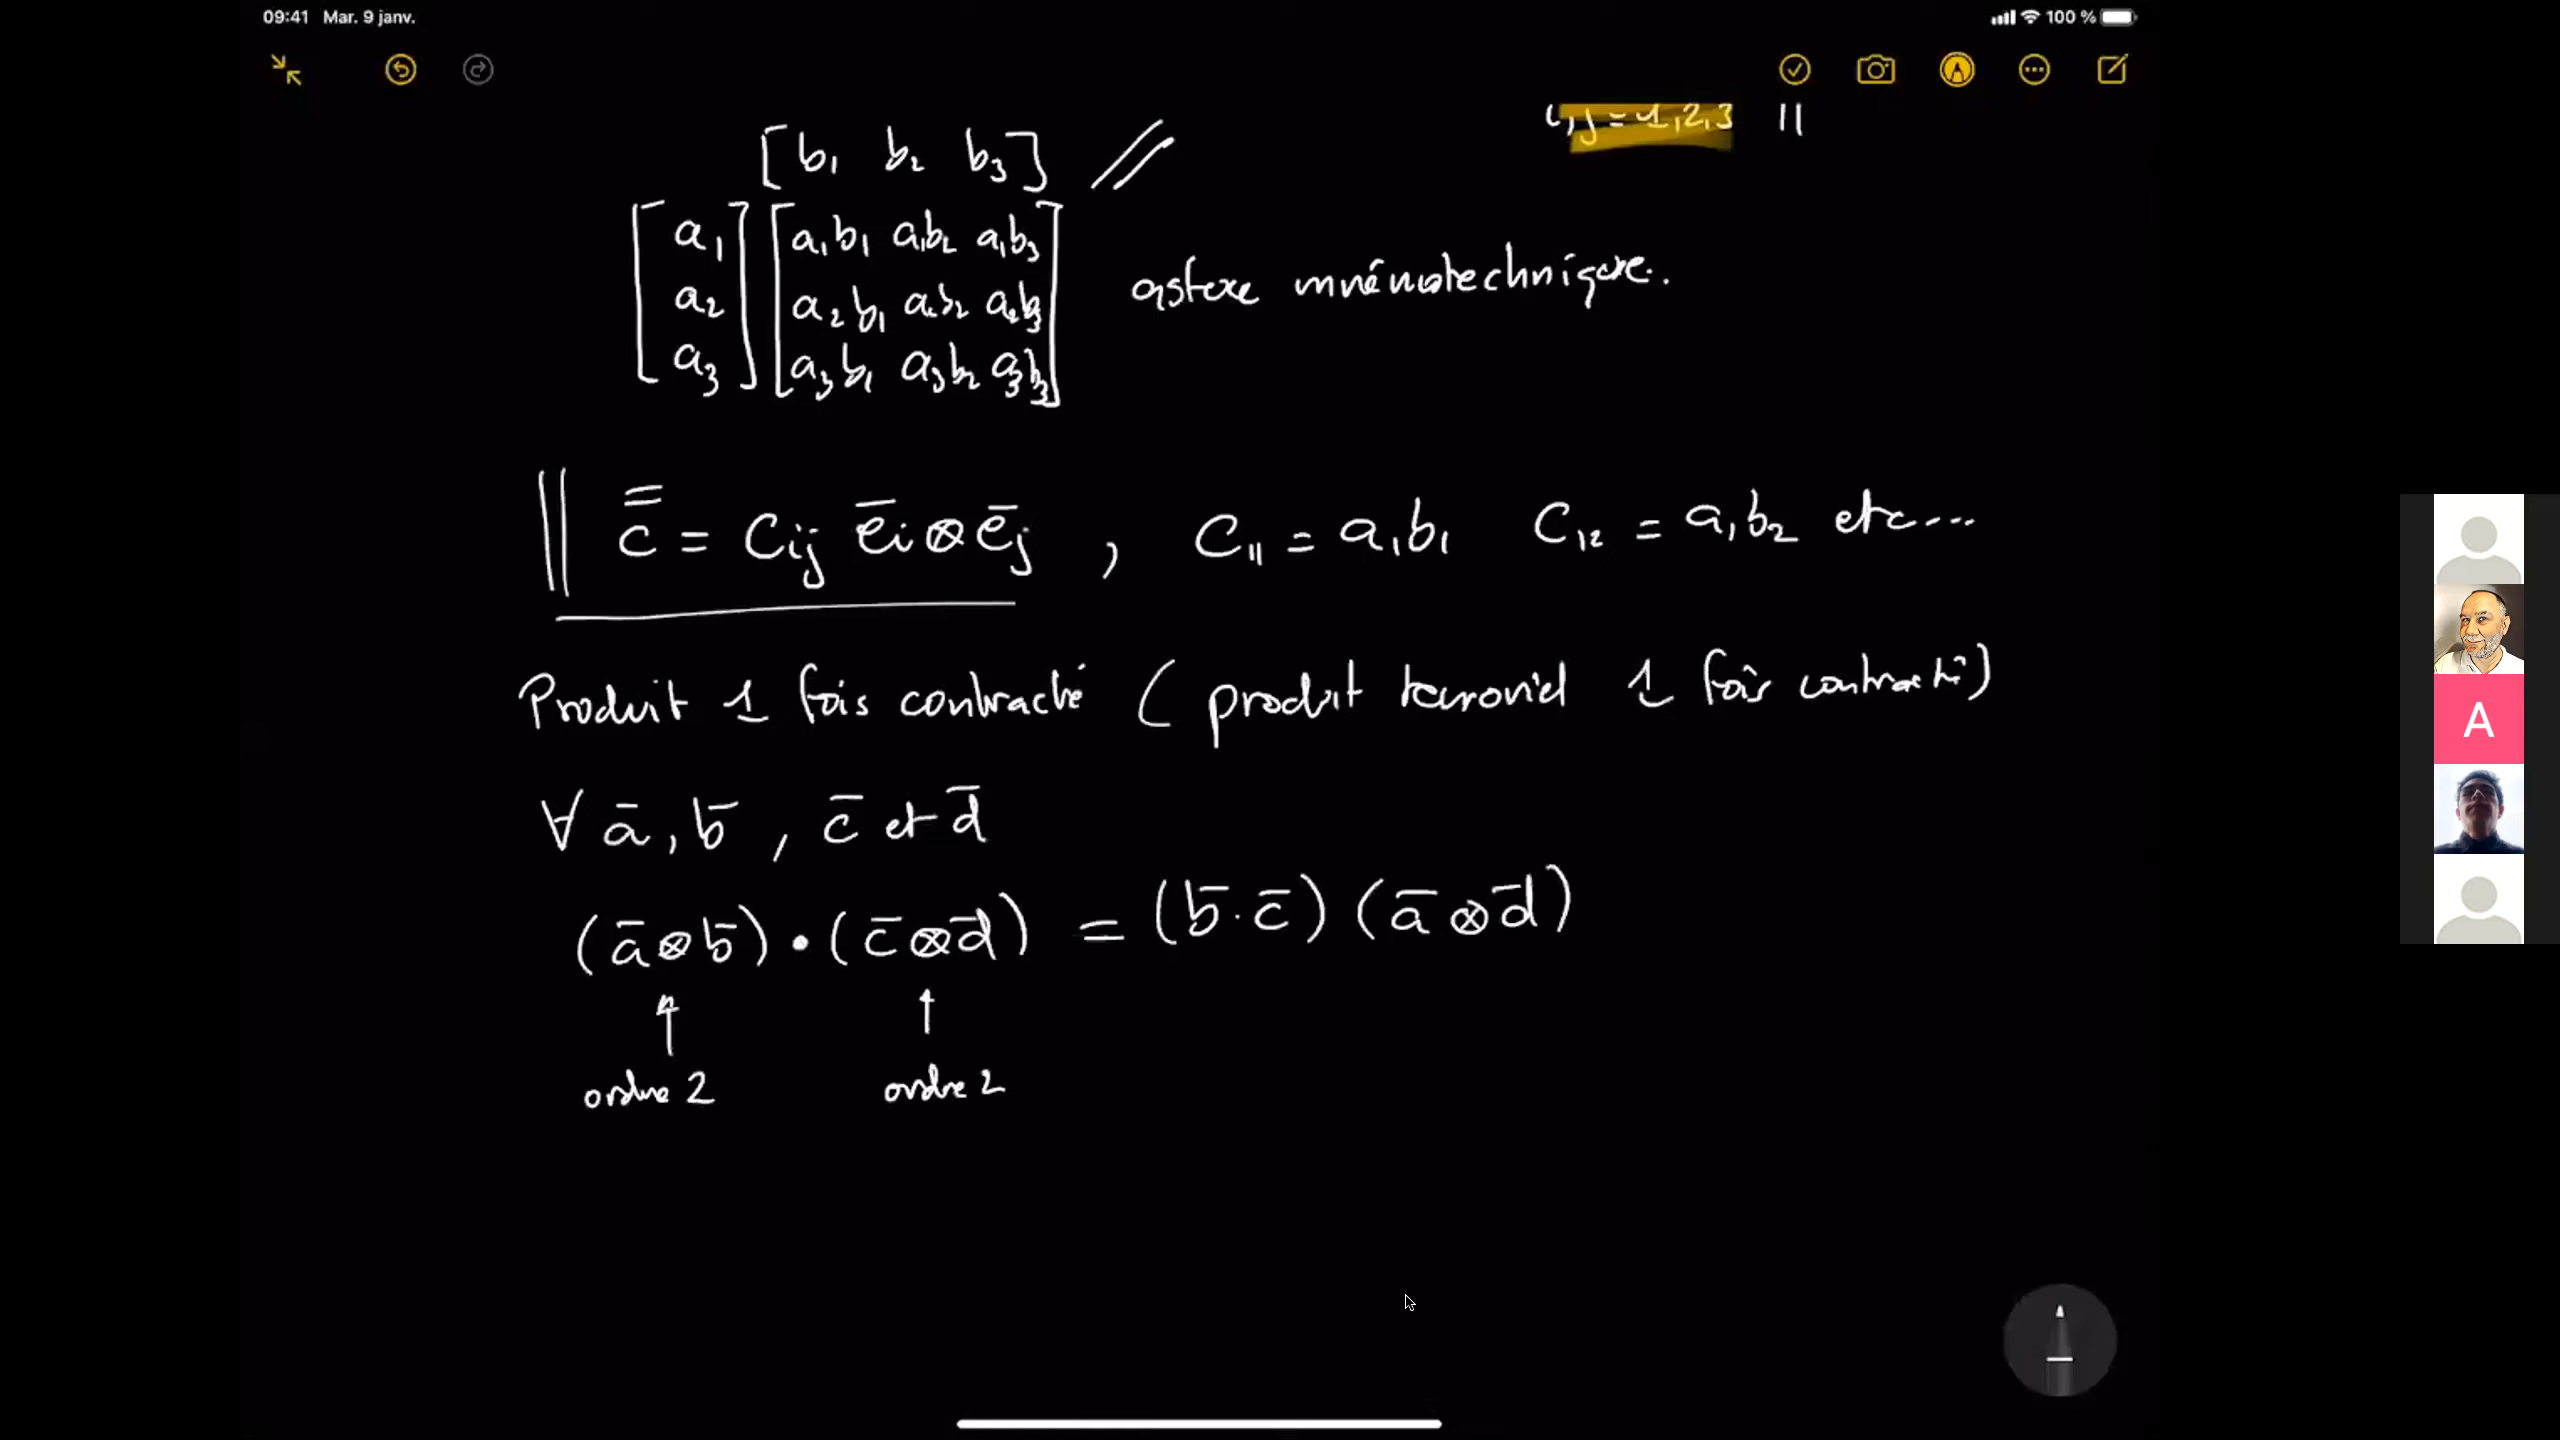 09:41 Mar. 9 janv. 100 %
i,j = 1,2,3 ||
[b₁ b₂ b₃] //
[a₁ [a₁b₁ a₁b₂ a₁b₃
a₂ a₂b₁ a₂b₂ a₂b₃ mnémotechnique.
a₃] a₃b₁ a₃b₂ a₃b₃]
|| c̿ = Cij ēi⊗ēj , C₁₁ = a₁b₁ C₁₂ = a₁b₂ etc...
Produit 1 fois contracté (produit tensoriel 1 fois contracté)
∀ ā, b̄, c̄ et d̄
(ā⊗b̄)•(c̄⊗d̄) = (b̄.c̄)(ā⊗d̄)
↑ ↑
ordre 2 ordre 2
A